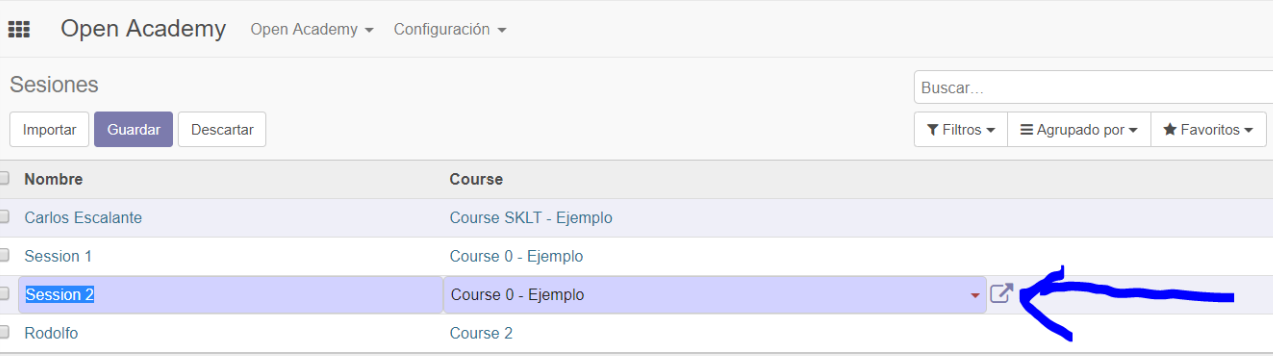 Open Academy Open Academy Configuración
Sesiones
Buscar...
Importar Guardar Descartar Filtros Agrupado por Favoritos
Nombre Course
Carlos Escalante Course SKLT - Ejemplo
Session 1 Course 0 - Ejemplo
Session 2 Course 0 - Ejemplo
Rodolfo Course 2